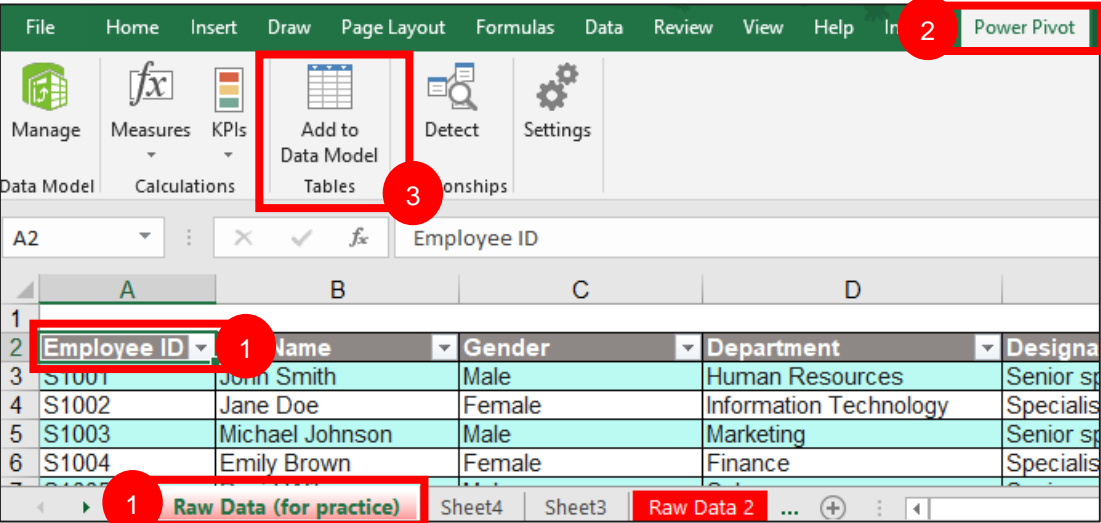 File Home Insert Draw Page Layout Formulas Data Review View Help In 2 Power Pivot
Manage Measures KPIs Add to Data Model Detect Settings
Data Model Calculations Tables 3 onships
A2 fx Employee ID
A B C D
1
2 Employee ID 1 Name Gender Department Designa
3 S1001 John Smith Male Human Resources Senior sp
4 S1002 Jane Doe Female Information Technology Specialis
5 S1003 Michael Johnson Male Marketing Senior sp
6 S1004 Emily Brown Female Finance Specialis
1 Raw Data (for practice) Sheet4 Sheet3 Raw Data 2 ...